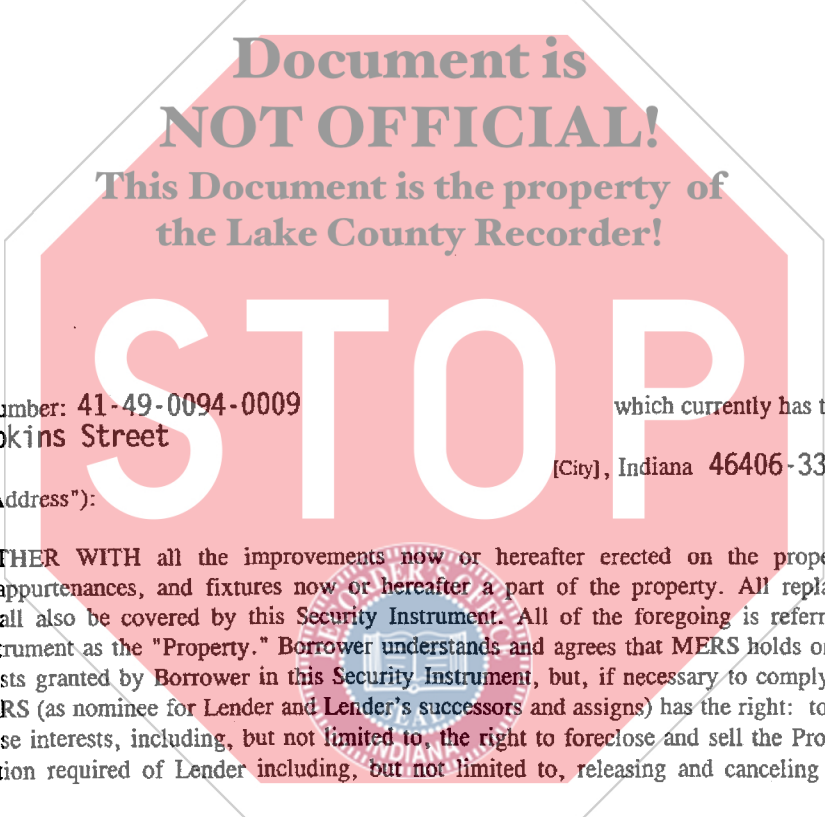 Document is
NOT OFFICIAL!
This Document is the property of
the Lake County Recorder!
STOP
umber: 41-49-0094-0009 which currently has t
kins Street
[City], Indiana 46406-33
Address"):
THER WITH all the improvements now or hereafter erected on the prope
appurtenances, and fixtures now or hereafter a part of the property. All repla
all also be covered by this Security Instrument. All of the foregoing is referr
trument as the "Property." Borrower understands and agrees that MERS holds o
sts granted by Borrower in this Security Instrument, but, if necessary to comply
RS (as nominee for Lender and Lender's successors and assigns) has the right: to
se interests, including, but not limited to, the right to foreclose and sell the Pro
tion required of Lender including, but not limited to, releasing and canceling
RECORDER'S OFFICE
SEAL
INDIANA